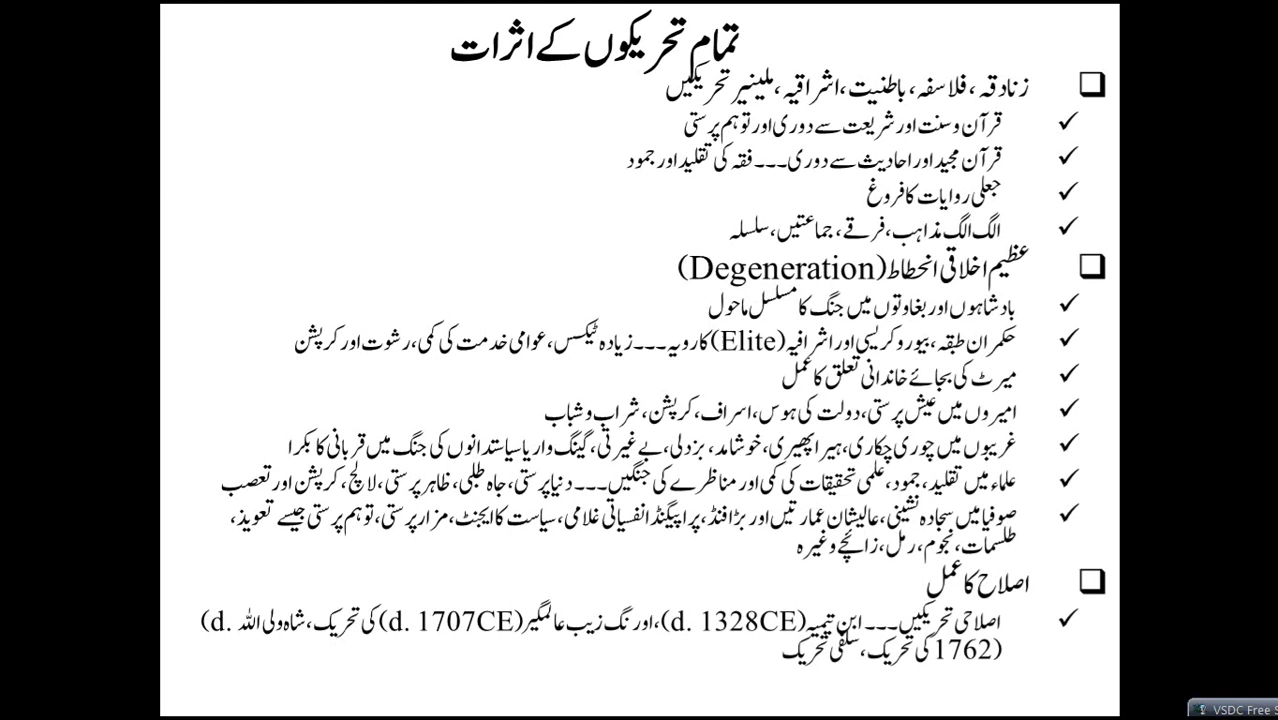 تمام تحریکوں کے اثرات
❑ زنادقہ، فلاسفہ، باطنیت، اشراقیہ، ملینیر تحریکیں
✓ قرآن و سنت اور شریعت سے دوری اور توہم پرستی
✓ قرآن مجید اور احادیث سے دوری۔۔۔ فقہ کی تقلید اور جمود
✓ جعلی روایات کا فروغ
✓ الگ الگ مذاہب، فرقے، جماعتیں، سلسلہ
❑ عظیم اخلاقی انحطاط (Degeneration)
✓ بادشاہوں اور بغاوتوں میں جنگ کا مسلسل ماحول
✓ حکمران طبقہ، بیوروکریسی اور اشرافیہ (Elite) کا رویہ۔۔۔ زیادہ ٹیکس، عوامی خدمت کی کمی، رشوت اور کرپشن
✓ میرٹ کی بجائے خاندانی تعلق کا عمل
✓ امیروں میں عیش پرستی، دولت کی ہوس، اسراف، کرپشن، شراب و شباب
✓ غریبوں میں چوری چکاری، ہیرا پھیری، خوشامد، بزدلی، بے غیرتی، گینگ وار یا سیاستدانوں کی جنگ میں قربانی کا بکرا
✓ علماء میں تقلید، جمود، علمی تحقیقات کی کمی اور مناظرے کی جنگیں۔۔۔ دنیا پرستی، جاہ طلبی، ظاہر پرستی، لالچ، کرپشن اور تعصب
✓ صوفیا میں سجادہ نشینی، عالیشان عمارتیں اور بڑا فنڈ، پراپیگنڈا نفسیاتی غلامی، سیاست کا ایجنٹ، مزار پرستی، توہم پرستی جیسے تعویذ،
طلسمات، نجوم، رمل، زائچے وغیرہ
❑ اصلاح کا عمل
✓ اصلاحی تحریکیں۔۔۔ ابن تیمیہ (d. 1328CE)، اورنگ زیب عالمگیر (d. 1707CE) کی تحریک، شاہ ولی اللہ (d.
1762) کی تحریک، سلفی تحریک
VSDC Free S